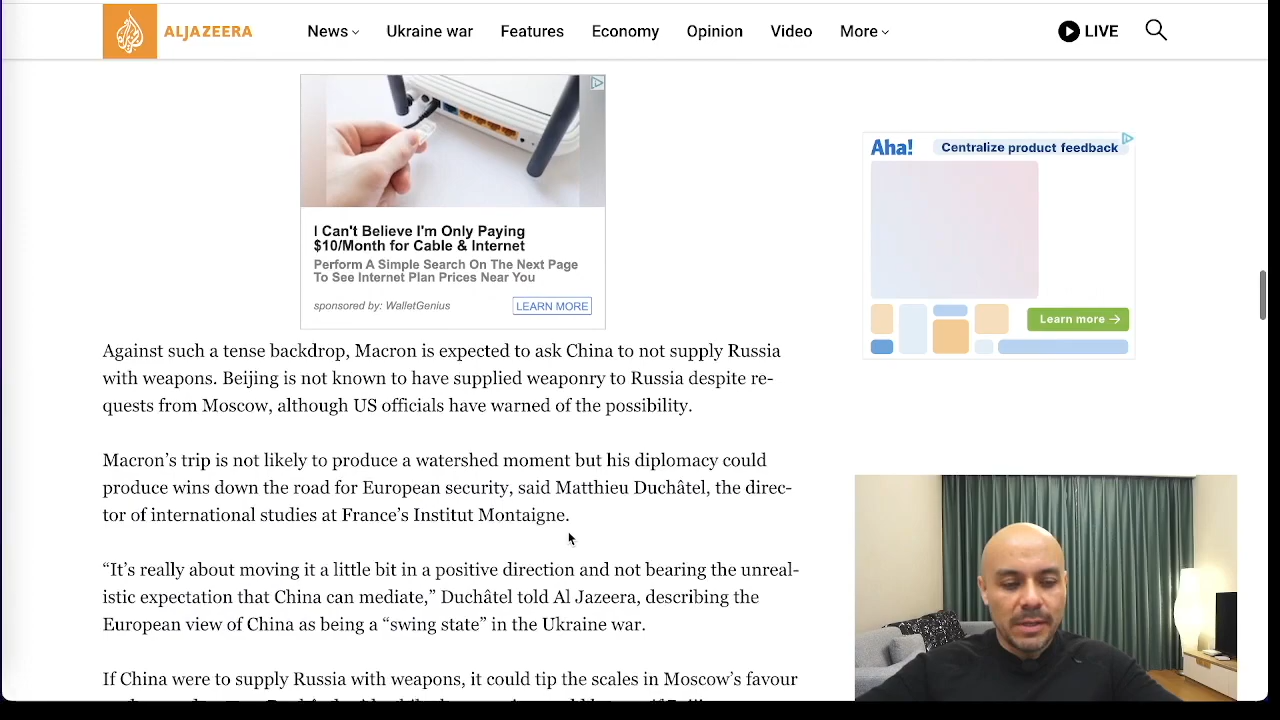 ALJAZEERA
News
Ukraine war
Features
Economy
Opinion
Video
More
LIVE
I Can't Believe I'm Only Paying
$10/Month for Cable & Internet
Perform A Simple Search On The Next Page
To See Internet Plan Prices Near You
sponsored by: WalletGenius
LEARN MORE
Aha!
Centralize product feedback
Learn more →
Against such a tense backdrop, Macron is expected to ask China to not supply Russia
with weapons. Beijing is not known to have supplied weaponry to Russia despite re-
quests from Moscow, although US officials have warned of the possibility.
Macron’s trip is not likely to produce a watershed moment but his diplomacy could
produce wins down the road for European security, said Matthieu Duchâtel, the direc-
tor of international studies at France’s Institut Montaigne.
“It’s really about moving it a little bit in a positive direction and not bearing the unreal-
istic expectation that China can mediate,” Duchâtel told Al Jazeera, describing the
European view of China as being a “swing state” in the Ukraine war.
If China were to supply Russia with weapons, it could tip the scales in Moscow’s favour